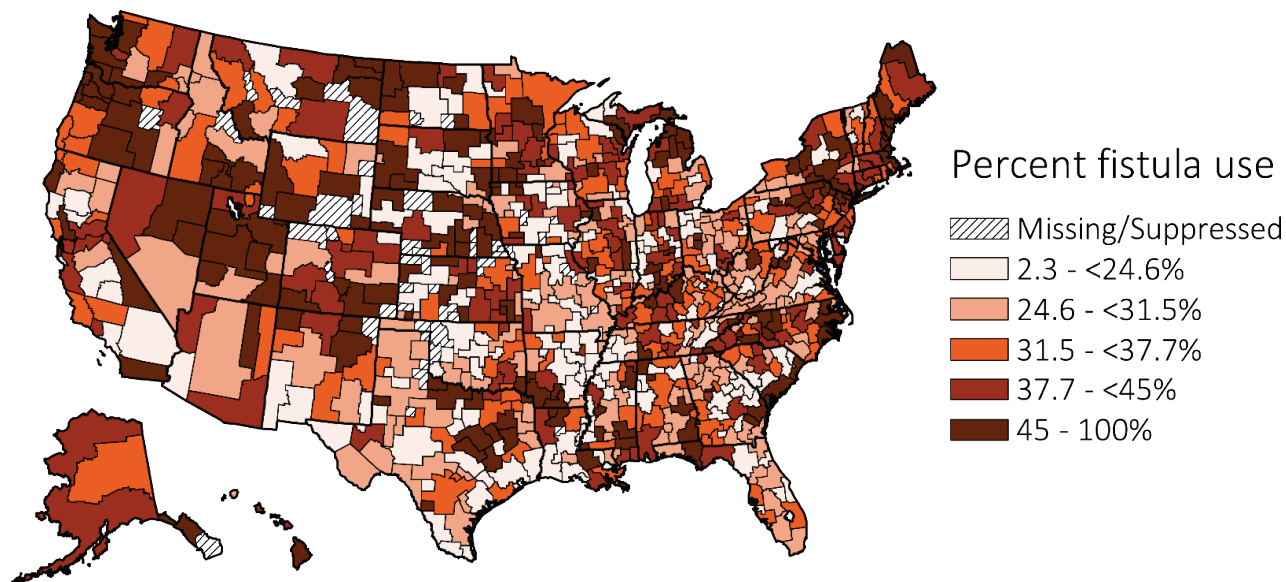 Percent fistula use
Missing/Suppressed
2.3 - <24.6%
24.6 - <31.5%
31.5 - <37.7%
37.7 - <45%
45 - 100%